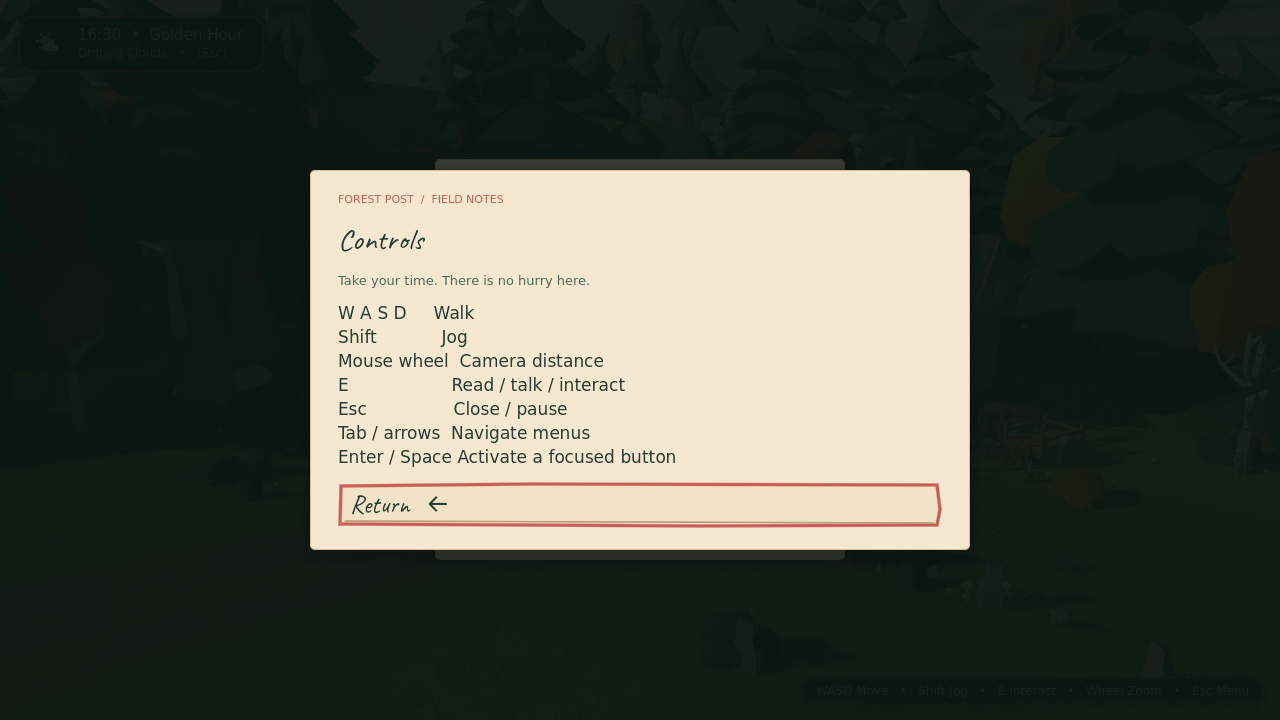 16:30 • Golden Hour
Drifting Clouds • [Esc]
FOREST POST / FIELD NOTES
Controls
Take your time. There is no hurry here.
W A S D Walk
Shift Jog
Mouse wheel Camera distance
E Read / talk / interact
Esc Close / pause
Tab / arrows Navigate menus
Enter / Space Activate a focused button
Return ←
WASD Move • Shift Jog • E Interact • Wheel Zoom • Esc Menu